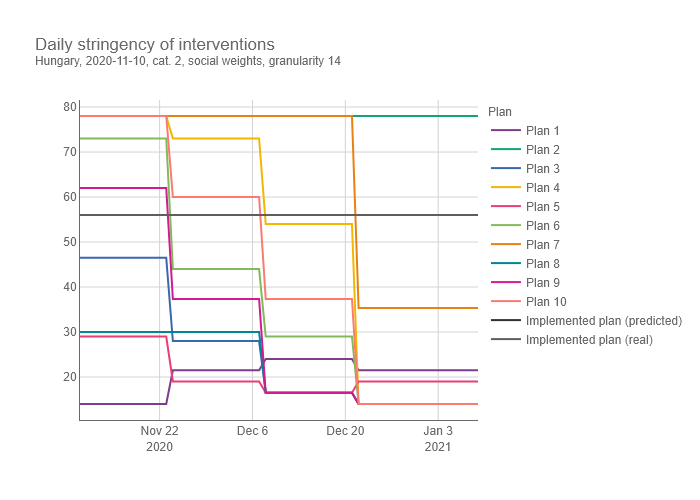 Daily stringency of interventions
Hungary, 2020-11-10, cat. 2, social weights, granularity 14
80
70
60
50
40
30
20
Nov 22
2020
Dec 6
Dec 20
Jan 3
2021
Plan
Plan 1
Plan 2
Plan 3
Plan 4
Plan 5
Plan 6
Plan 7
Plan 8
Plan 9
Plan 10
Implemented plan (predicted)
Implemented plan (real)